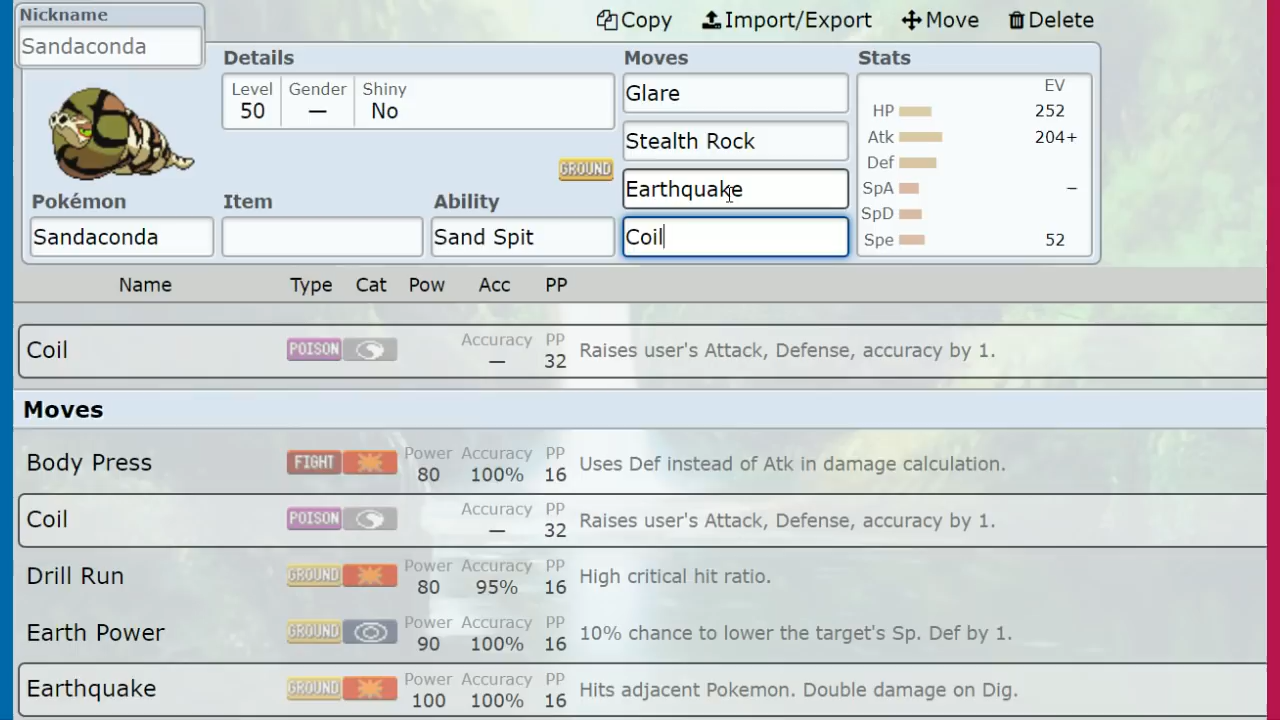 Nickname
Sandaconda
Copy Import/Export Move Delete
Details
Moves
Stats
Level
50
Gender
—
Shiny
No
GROUND
Pokémon
Sandaconda
Item
Ability
Sand Spit
Glare
Stealth Rock
Earthquake
Coil
EV
HP 252
Atk 204+
Def
SpA –
SpD
Spe 52
Name Type Cat Pow Acc PP
Coil POISON Accuracy — PP 32 Raises user's Attack, Defense, accuracy by 1.
Moves
Body Press FIGHT Power 80 Accuracy 100% PP 16 Uses Def instead of Atk in damage calculation.
Coil POISON Accuracy — PP 32 Raises user's Attack, Defense, accuracy by 1.
Drill Run GROUND Power 80 Accuracy 95% PP 16 High critical hit ratio.
Earth Power GROUND Power 90 Accuracy 100% PP 16 10% chance to lower the target's Sp. Def by 1.
Earthquake GROUND Power 100 Accuracy 100% PP 16 Hits adjacent Pokemon. Double damage on Dig.